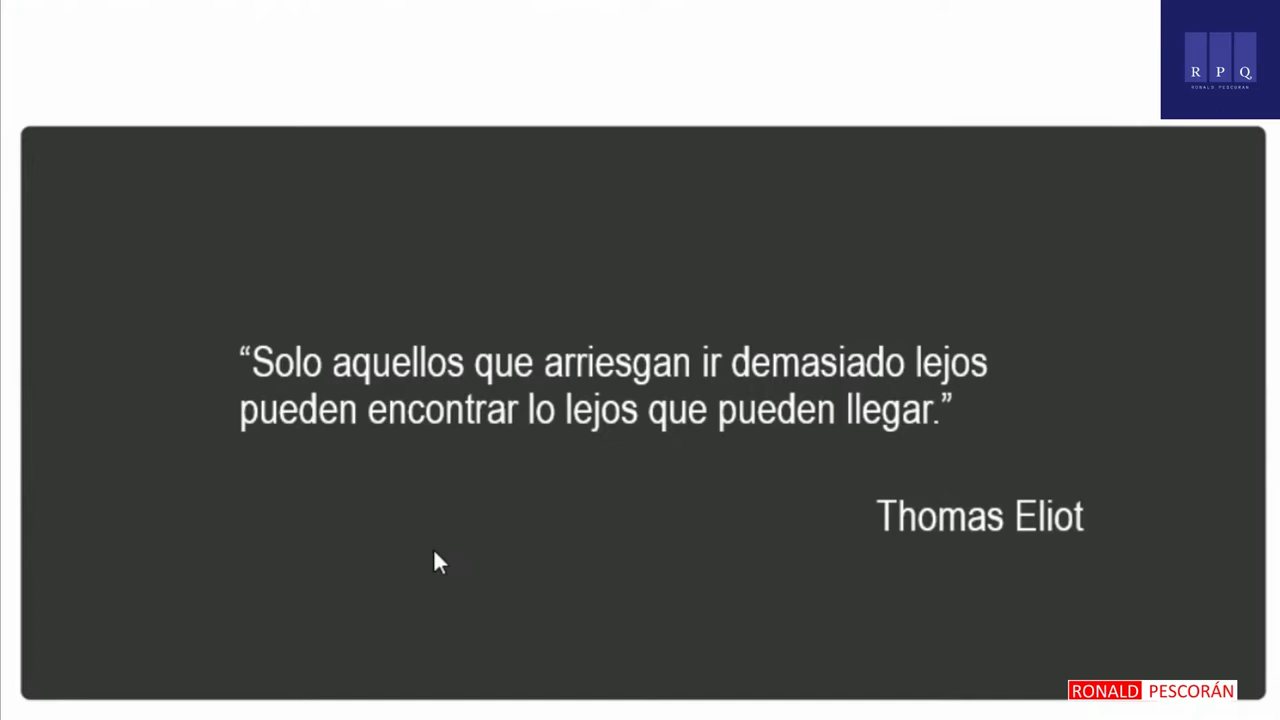 R P Q
RONALD PESCORAN
“Solo aquellos que arriesgan ir demasiado lejos
pueden encontrar lo lejos que pueden llegar.”
Thomas Eliot
RONALD PESCORÁN